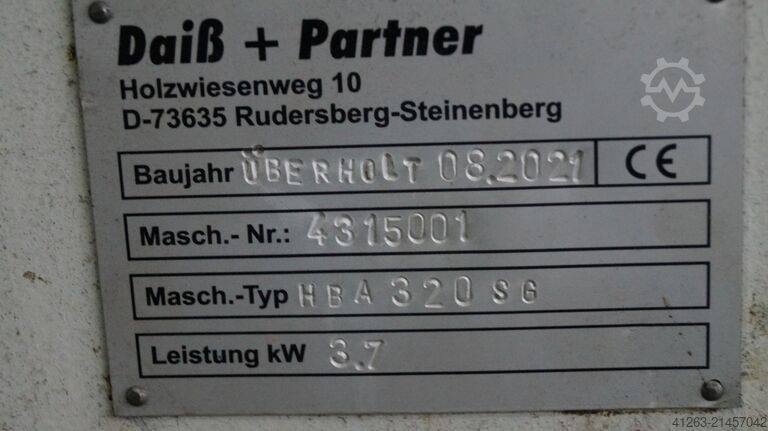 Daiß + Partner
Holzwiesenweg 10
D-73635 Rudersberg-Steinenberg
Baujahr ÜBERHOLT 08.2021 CE
Masch.- Nr.: 4315001
Masch.-Typ HBA 320 SG
Leistung kW 3.7
41263-21457042